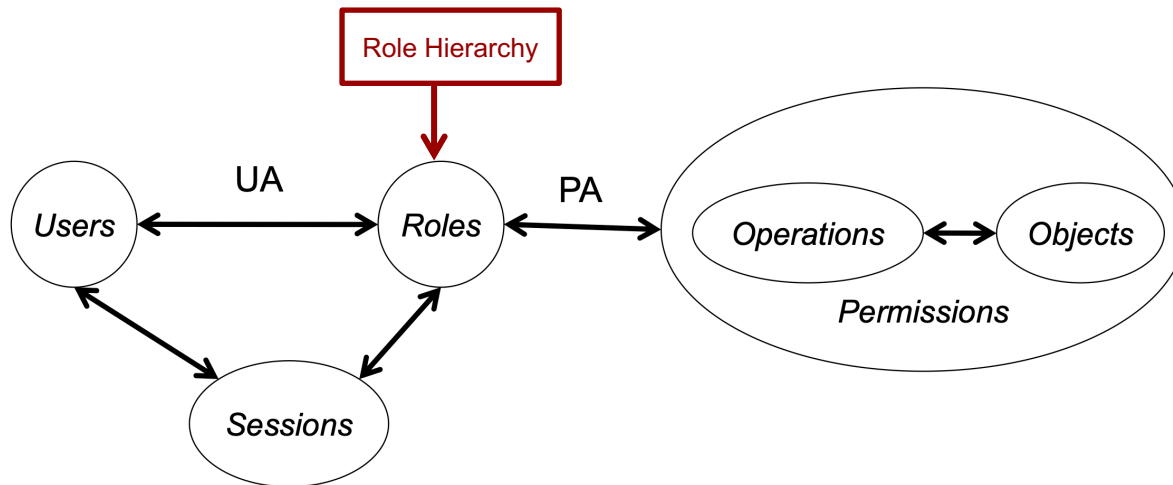 Role Hierarchy
UA
PA
Users
Roles
Operations
Objects
Permissions
Sessions